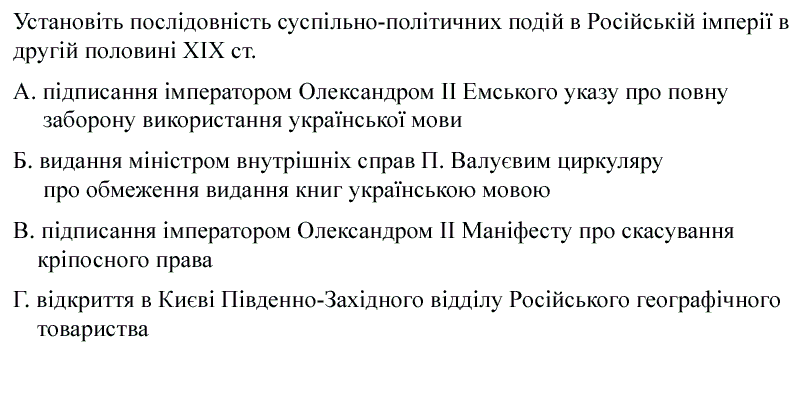 Установіть послідовність суспільно-політичних подій в Російській імперії в
другій половині XIX ст.
А. підписання імператором Олександром II Емського указу про повну
заборону використання української мови
Б. видання міністром внутрішніх справ П. Валуєвим циркуляру
про обмеження видання книг українською мовою
В. підписання імператором Олександром II Маніфесту про скасування
кріпосного права
Г. відкриття в Києві Південно-Західного відділу Російського географічного
товариства